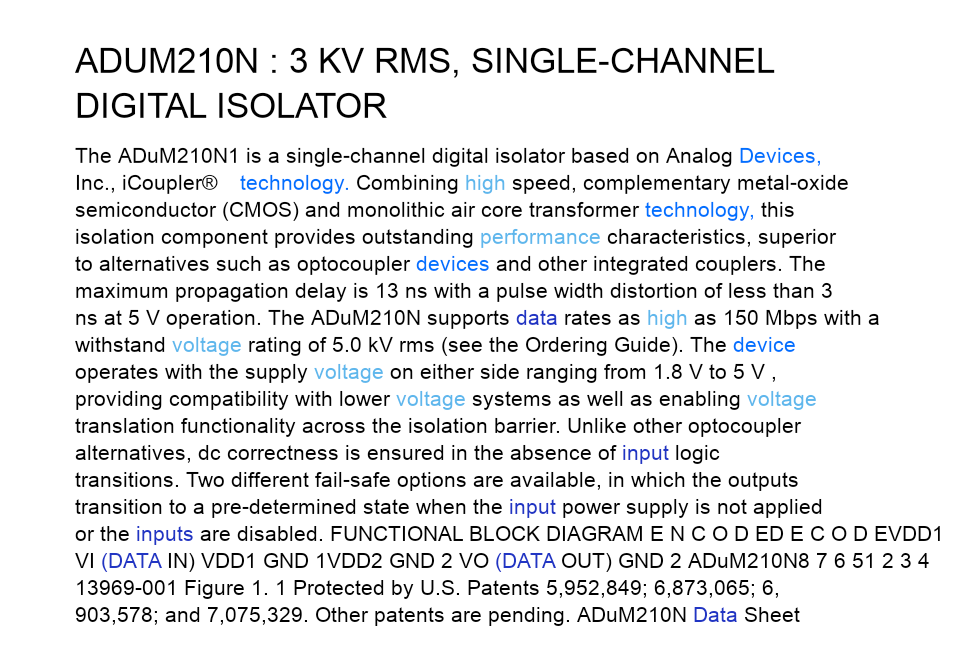 ADUM210N : 3 KV RMS, SINGLE-CHANNEL
DIGITAL ISOLATOR
The ADuM210N1 is a single-channel digital isolator based on Analog Devices,
Inc., iCoupler® technology. Combining high speed, complementary metal-oxide
semiconductor (CMOS) and monolithic air core transformer technology, this
isolation component provides outstanding performance characteristics, superior
to alternatives such as optocoupler devices and other integrated couplers. The
maximum propagation delay is 13 ns with a pulse width distortion of less than 3
ns at 5 V operation. The ADuM210N supports data rates as high as 150 Mbps with a
withstand voltage rating of 5.0 kV rms (see the Ordering Guide). The device
operates with the supply voltage on either side ranging from 1.8 V to 5 V ,
providing compatibility with lower voltage systems as well as enabling voltage
translation functionality across the isolation barrier. Unlike other optocoupler
alternatives, dc correctness is ensured in the absence of input logic
transitions. Two different fail-safe options are available, in which the outputs
transition to a pre-determined state when the input power supply is not applied
or the inputs are disabled. FUNCTIONAL BLOCK DIAGRAM E N C O D ED E C O D EVDD1
VI (DATA IN) VDD1 GND 1VDD2 GND 2 VO (DATA OUT) GND 2 ADuM210N8 7 6 51 2 3 4
13969-001 Figure 1. 1 Protected by U.S. Patents 5,952,849; 6,873,065; 6,
903,578; and 7,075,329. Other patents are pending. ADuM210N Data Sheet